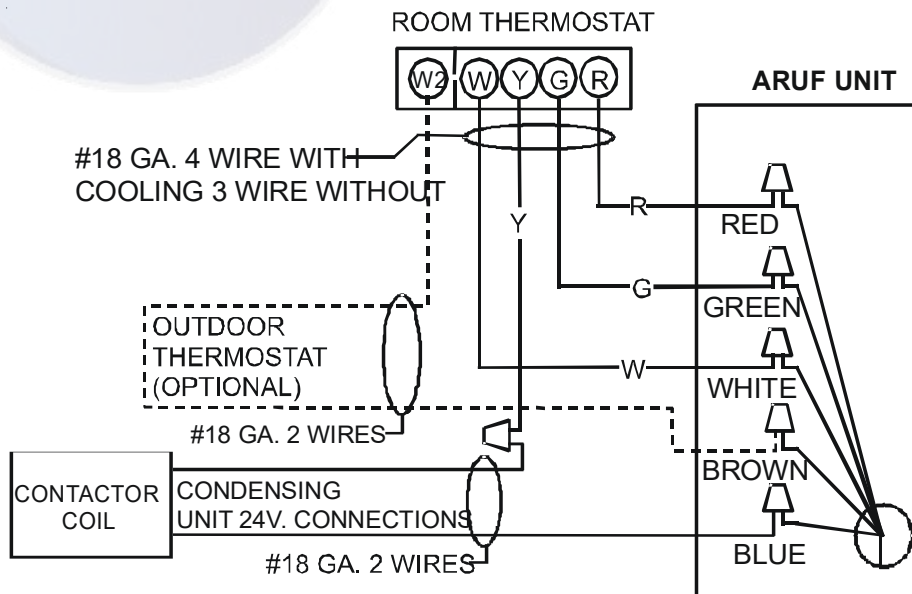 ROOM THERMOSTAT
W2 W Y G R
ARUF UNIT
#18 GA. 4 WIRE WITH
COOLING 3 WIRE WITHOUT
R
RED
Y
G
GREEN
OUTDOOR
THERMOSTAT
(OPTIONAL)
W
WHITE
#18 GA. 2 WIRES
BROWN
CONTACTOR
COIL
CONDENSING
UNIT 24V. CONNECTIONS
BLUE
#18 GA. 2 WIRES